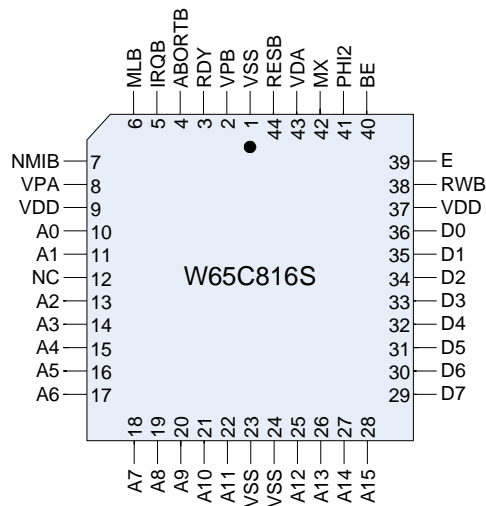 MLB
IRQB
ABORTB
RDY
VPB
VSS
RESB
VDA
MX
PHI2
BE
6
5
4
3
2
1
44
43
42
41
40
NMIB 7
VPA 8
VDD 9
A0 10
A1 11
NC 12
A2 13
A3 14
A4 15
A5 16
A6 17
W65C816S
39 E
38 RWB
37 VDD
36 D0
35 D1
34 D2
33 D3
32 D4
31 D5
30 D6
29 D7
18
19
20
21
22
23
24
25
26
27
28
A7
A8
A9
A10
A11
VSS
VSS
A12
A13
A14
A15